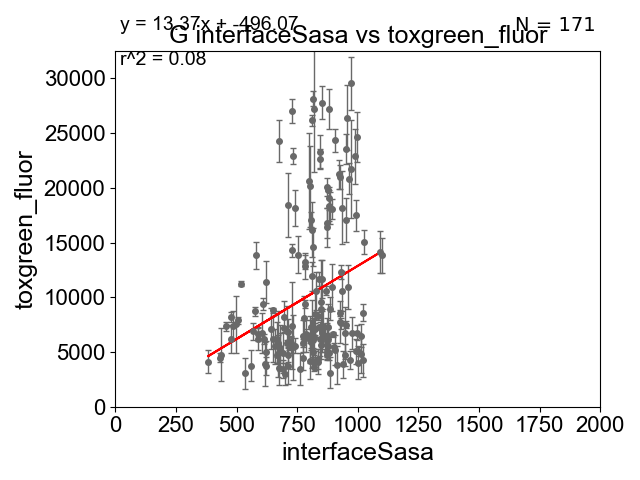 y = 13.37x + -496.07
N = 171
G interfaceSasa vs toxgreen_fluor
r^2 = 0.08
30000
25000
20000
15000
10000
5000
0
toxgreen_fluor
0 250 500 750 1000 1250 1500 1750 2000
interfaceSasa